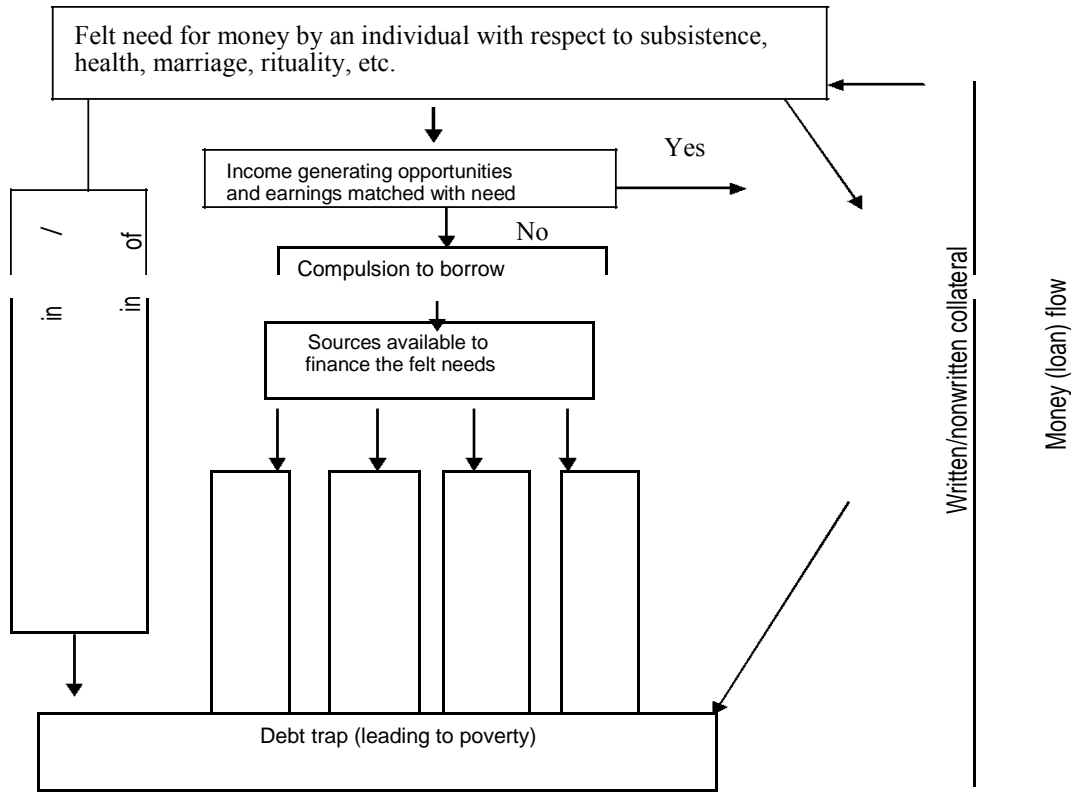 Felt need for money by an individual with respect to subsistence,
health, marriage, rituality, etc.
Yes
Income generating opportunities
and earnings matched with need
No
Compulsion to borrow
Sources available to
finance the felt needs
in /
in of
Debt trap (leading to poverty)
Written/nonwritten collateral
Money (loan) flow